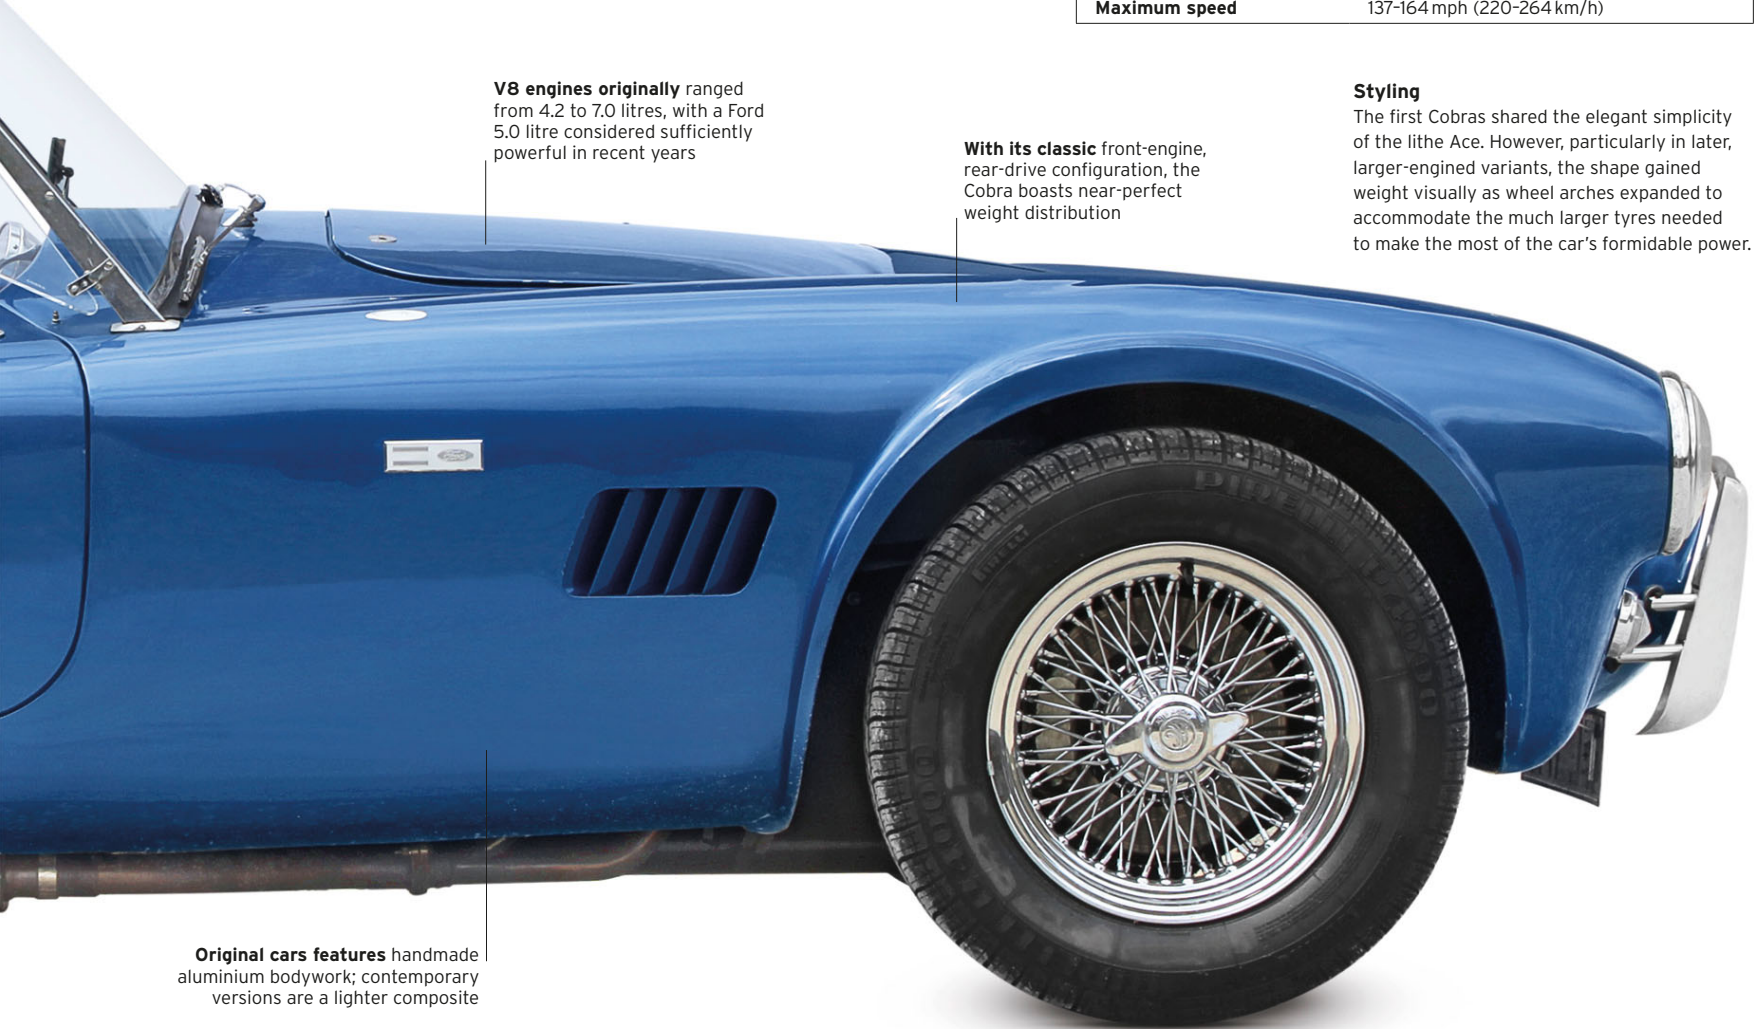 Maximum speed 137–164 mph (220–264 km/h)
V8 engines originally ranged
from 4.2 to 7.0 litres, with a Ford
5.0 litre considered sufficiently
powerful in recent years
With its classic front-engine,
rear-drive configuration, the
Cobra boasts near-perfect
weight distribution
Styling
The first Cobras shared the elegant simplicity
of the lithe Ace. However, particularly in later,
larger-engined variants, the shape gained
weight visually as wheel arches expanded to
accommodate the much larger tyres needed
to make the most of the car's formidable power.
PIRELLI P4000
PIRELLI
Original cars features handmade
aluminium bodywork; contemporary
versions are a lighter composite